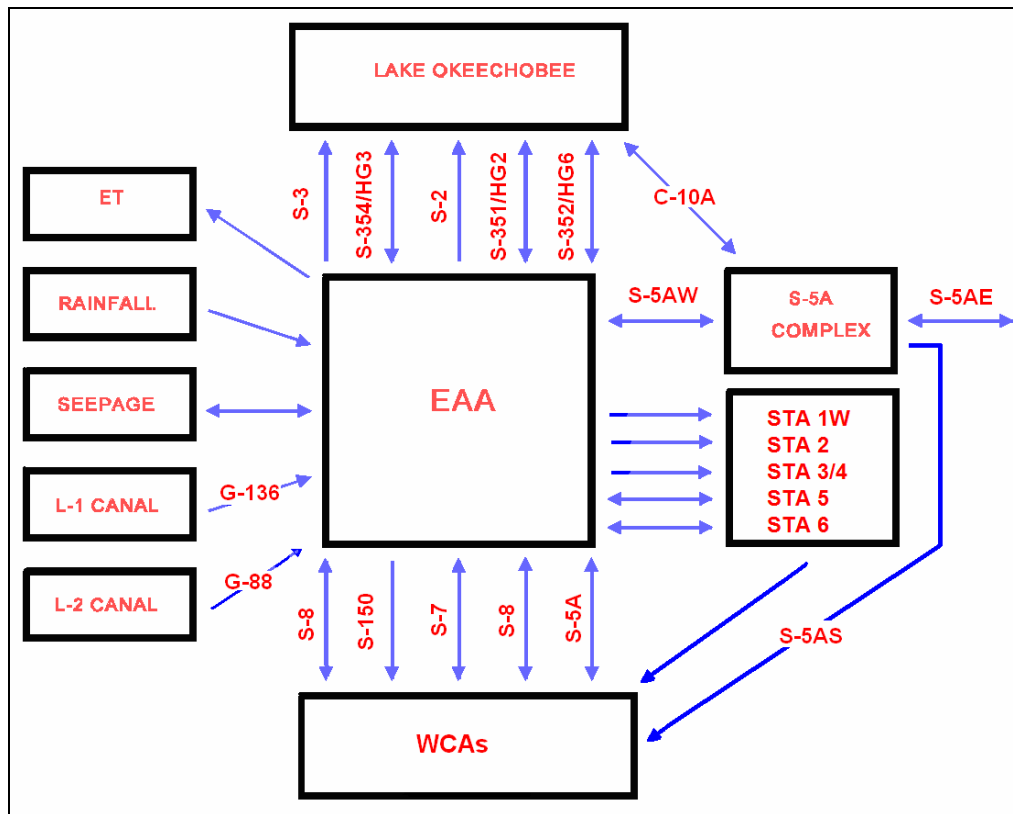 LAKE OKEECHOBEE
ET
RAINFALL
SEEPAGE
L-1 CANAL
L-2 CANAL
S-3
S-354/HG3
S-2
S-351/HG2
S-352/HG6
C-10A
S-5AW
S-5A
COMPLEX
S-5AE
EAA
STA 1W
STA 2
STA 3/4
STA 5
STA 6
G-136
G-88
S-8
S-150
S-7
S-8
S-5A
S-5AS
WCAs